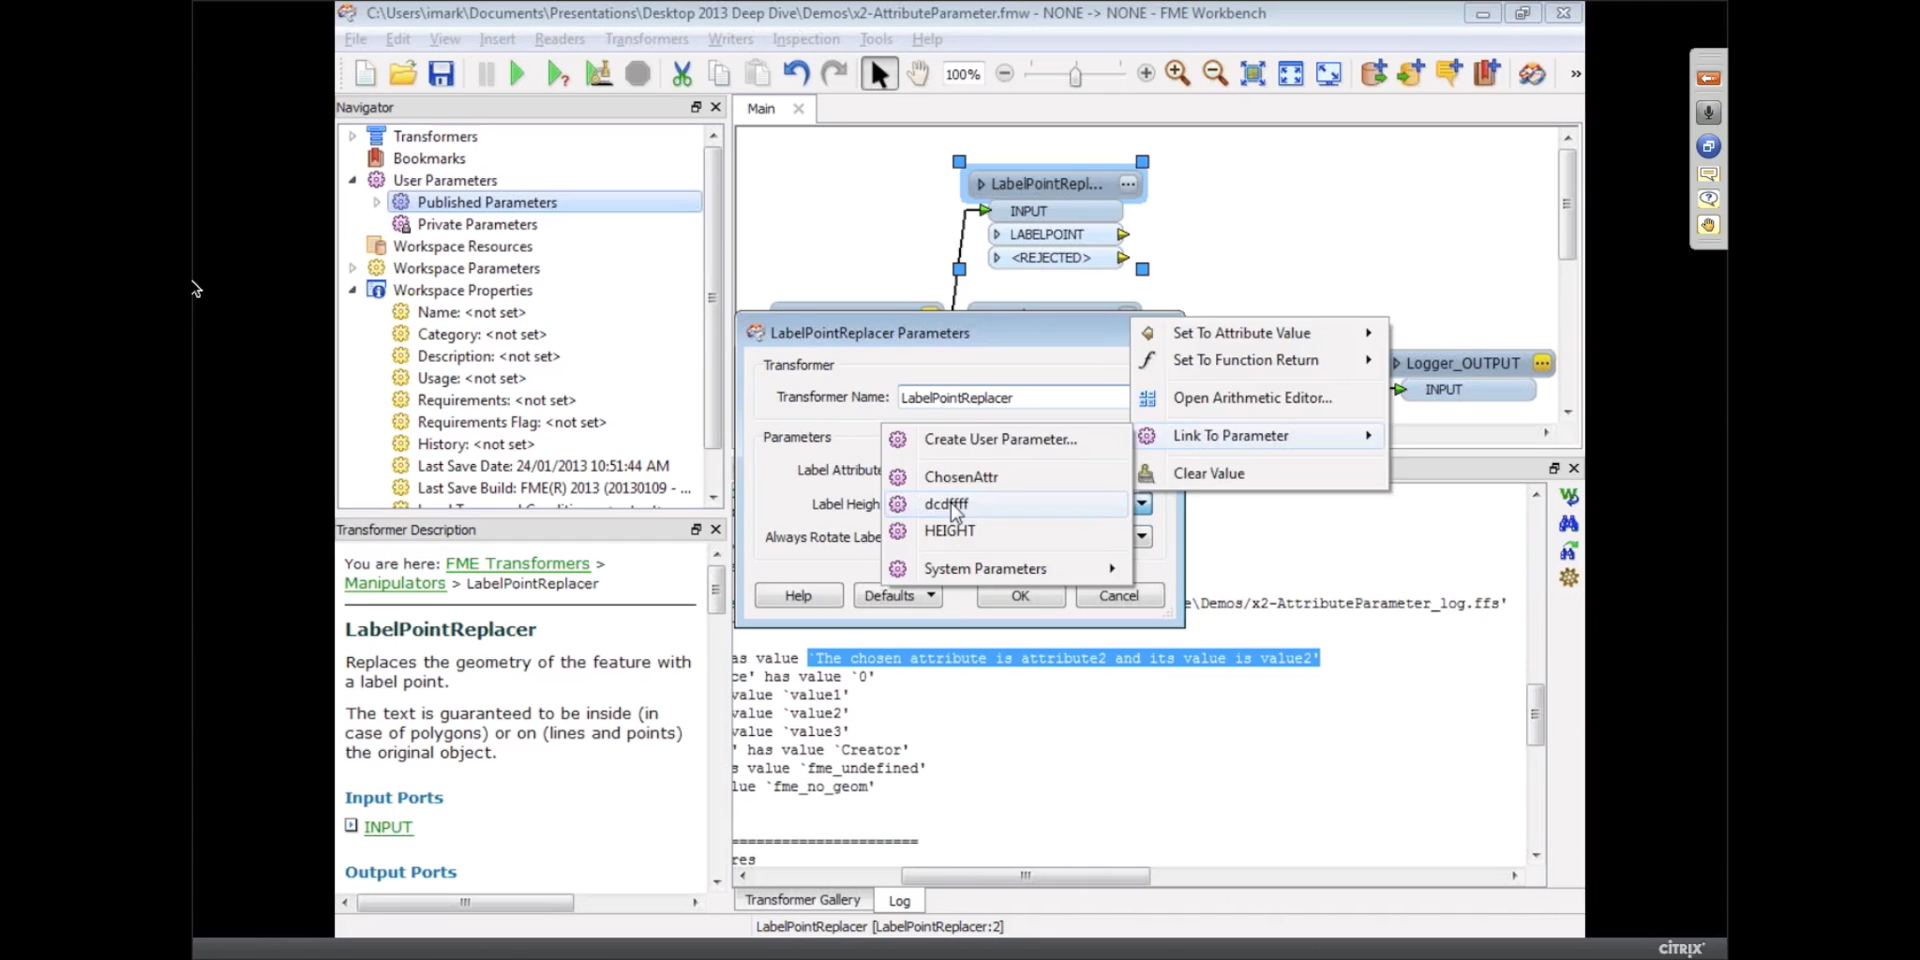 C:\Users\imark\Documents\Presentations\Desktop 2013 Deep Dive\Demos\x2-AttributeParameter.fmw - NONE -> NONE - FME Workbench
File Edit View Insert Readers Transformers Writers Inspection Tools Help
100%
Navigator
Transformers
Bookmarks
User Parameters
Published Parameters
Private Parameters
Workspace Resources
Workspace Parameters
Workspace Properties
Name: <not set>
Category: <not set>
Description: <not set>
Usage: <not set>
Requirements: <not set>
Requirements Flag: <not set>
History: <not set>
Last Save Date: 24/01/2013 10:51:44 AM
Last Save Build: FME(R) 2013 (20130109 - ...
Transformer Description
You are here: FME Transformers >
Manipulators > LabelPointReplacer
LabelPointReplacer
Replaces the geometry of the feature with
a label point.
The text is guaranteed to be inside (in
case of polygons) or on (lines and points)
the original object.
Input Ports
INPUT
Output Ports
Main
LabelPointRepl...
INPUT
LABELPOINT
<REJECTED>
Logger_OUTPUT
INPUT
LabelPointReplacer Parameters
Transformer
Transformer Name: LabelPointReplacer
Parameters
Label Attribute
Label Heigh
Always Rotate Labe
Help Defaults OK Cancel
Set To Attribute Value
Set To Function Return
Open Arithmetic Editor...
Link To Parameter
Clear Value
Create User Parameter...
ChosenAttr
dcdffff
HEIGHT
System Parameters
e\Demos/x2-AttributeParameter_log.ffs'
as value `The chosen attribute is attribute2 and its value is value2'
ce' has value `0'
value `value1'
value `value2'
value `value3'
' has value `Creator'
s value `fme_undefined'
lue `fme_no_geom'
=====================
res
Transformer Gallery Log
LabelPointReplacer [LabelPointReplacer:2]
CITRIX